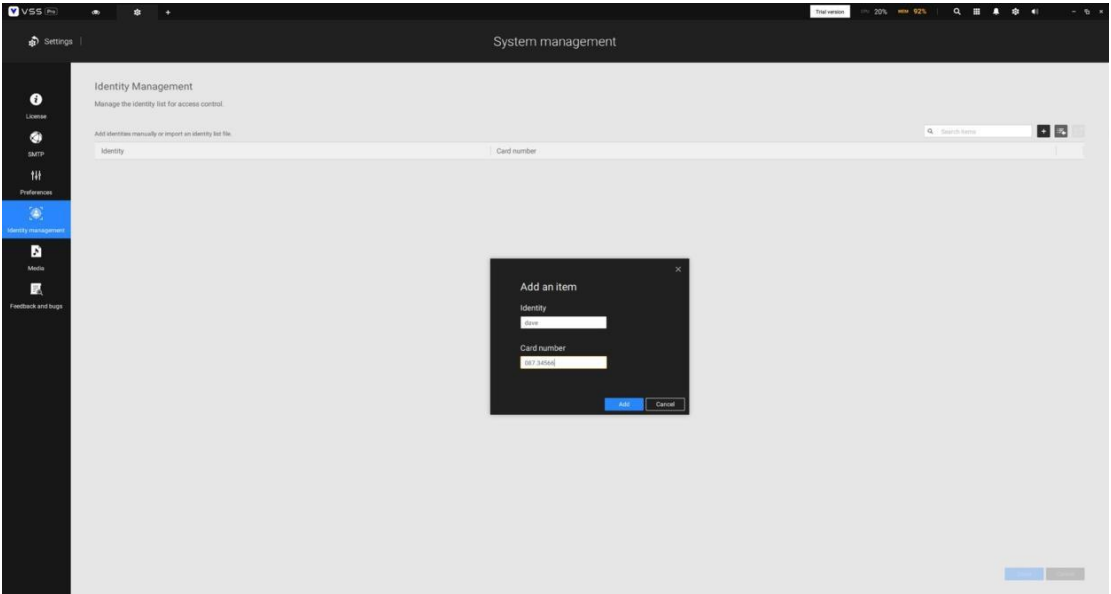 VSS Pro
Trial version
20% MEM 92%
Settings
System management
Identity Management
Manage the identity list for access control.
Add identities manually or import an identity list file.
Search items
Identity
Card number
License
SMTP
Preferences
Identity management
Media
Feedback and bugs
Add an item
Identity
dave
Card number
087 34566
Add
Cancel